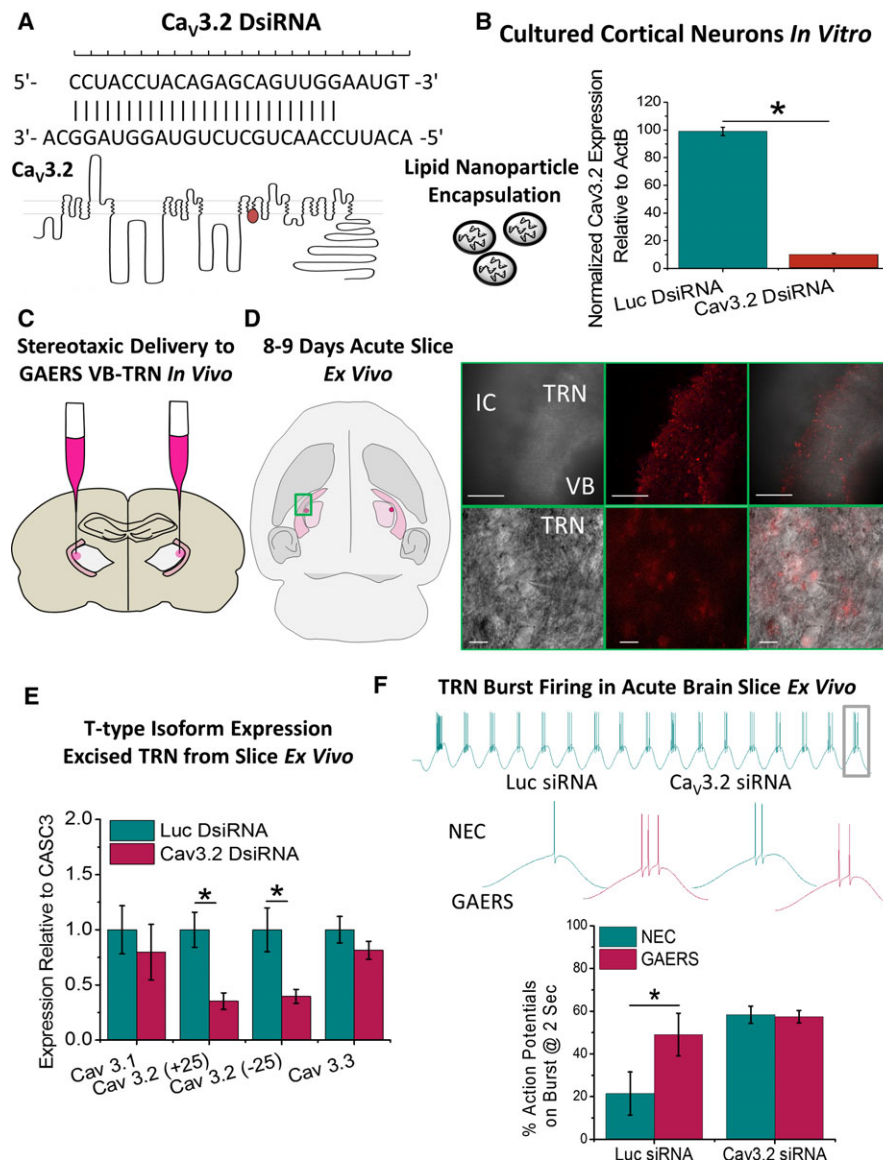 A
Ca_V3.2 DsiRNA
5'- CCUACCUACAGAGCAGUUGGAAUGT -3'
3'- ACGGAUGGAUGUCUCGUCAACCUUACA -5'
Ca_V3.2
Lipid Nanoparticle
Encapsulation
B
Cultured Cortical Neurons In Vitro
Normalized Cav3.2 Expression
Relative to ActB
120
100
80
60
40
20
0
*
Luc DsiRNA
Cav3.2 DsiRNA
C
Stereotaxic Delivery to
GAERS VB-TRN In Vivo
D
8-9 Days Acute Slice
Ex Vivo
IC
TRN
VB
TRN
E
T-type Isoform Expression
Excised TRN from Slice Ex Vivo
Expression Relative to CASC3
2.0
1.5
1.0
0.5
0.0
Luc DsiRNA
Cav3.2 DsiRNA
*
*
Cav 3.1
Cav 3.2 (+25)
Cav 3.2 (-25)
Cav 3.3
F
TRN Burst Firing in Acute Brain Slice Ex Vivo
Luc siRNA
Ca_V3.2 siRNA
NEC
GAERS
% Action Potentials
on Burst @ 2 Sec
100
80
60
40
20
0
NEC
GAERS
*
Luc siRNA
Cav3.2 siRNA